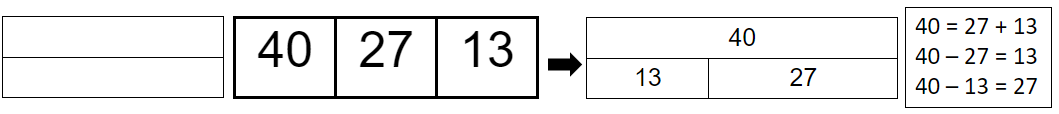 40 27 13
40
13 27
40 = 27 + 13
40 – 27 = 13
40 – 13 = 27